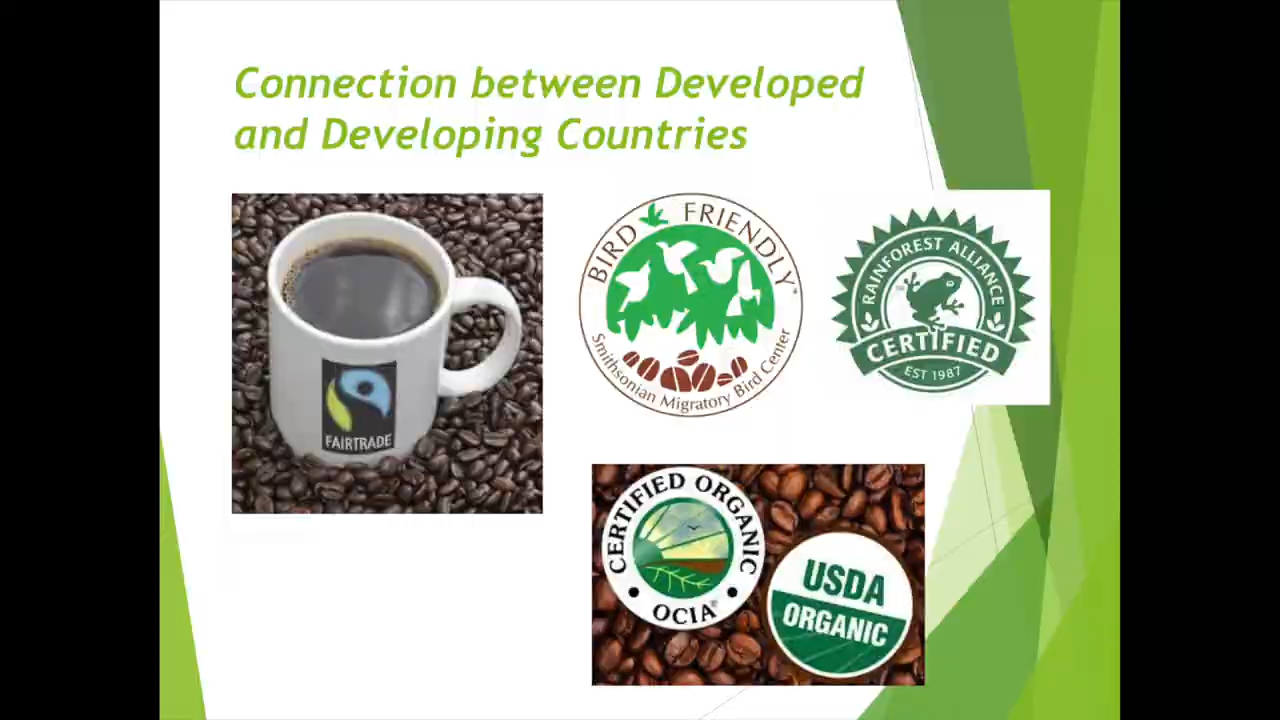 Connection between Developed
and Developing Countries
FAIRTRADE
BIRD FRIENDLY®
Smithsonian Migratory Bird Center
RAINFOREST ALLIANCE
CERTIFIED
EST 1987
CERTIFIED ORGANIC
• OCIA® •
USDA
ORGANIC